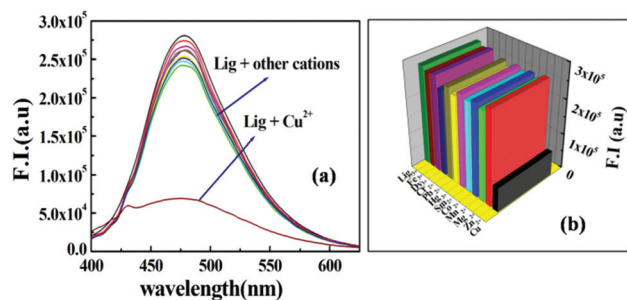 3.0x10⁵
2.5x10⁵
2.0x10⁵
1.5x10⁵
1.0x10⁵
5.0x10⁴
0.0
F.I.(a.u)
400 450 500 550 600
wavelength(nm)
Lig + other cations
Lig + Cu²⁺
(a)
3x10⁵
2x10⁵
1x10⁵
0
F.I (a.u)
Lig
(b)